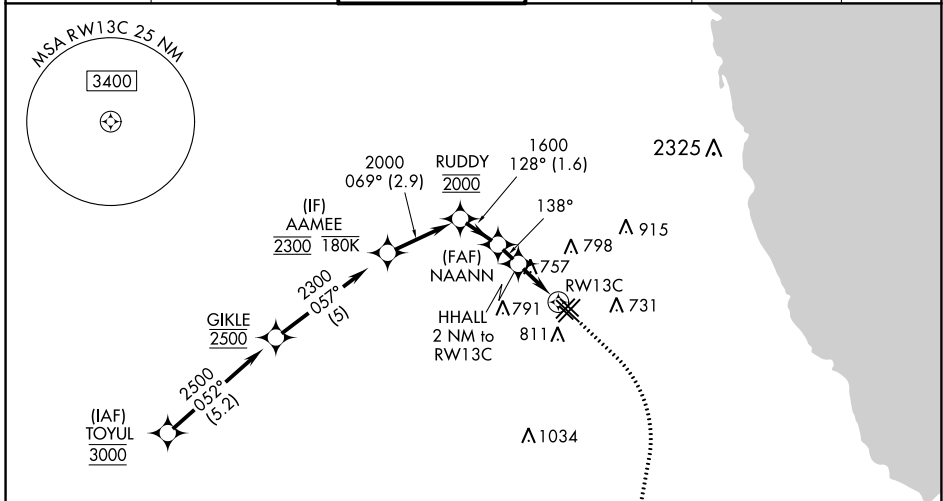 MSA RW13C 25 NM
3400
2325
1600
128° (1.6)
RUDDY
2000
2000
069° (2.9)
138°
(IF)
AAMEE
2300 180K
915
798
(FAF)
NAANN
757
RW13C
2300
057°
(5)
791
731
HHALL
2 NM to
RW13C
811
GIKLE
2500
2500
052°
(5.2)
(IAF)
TOYUL
3000
1034